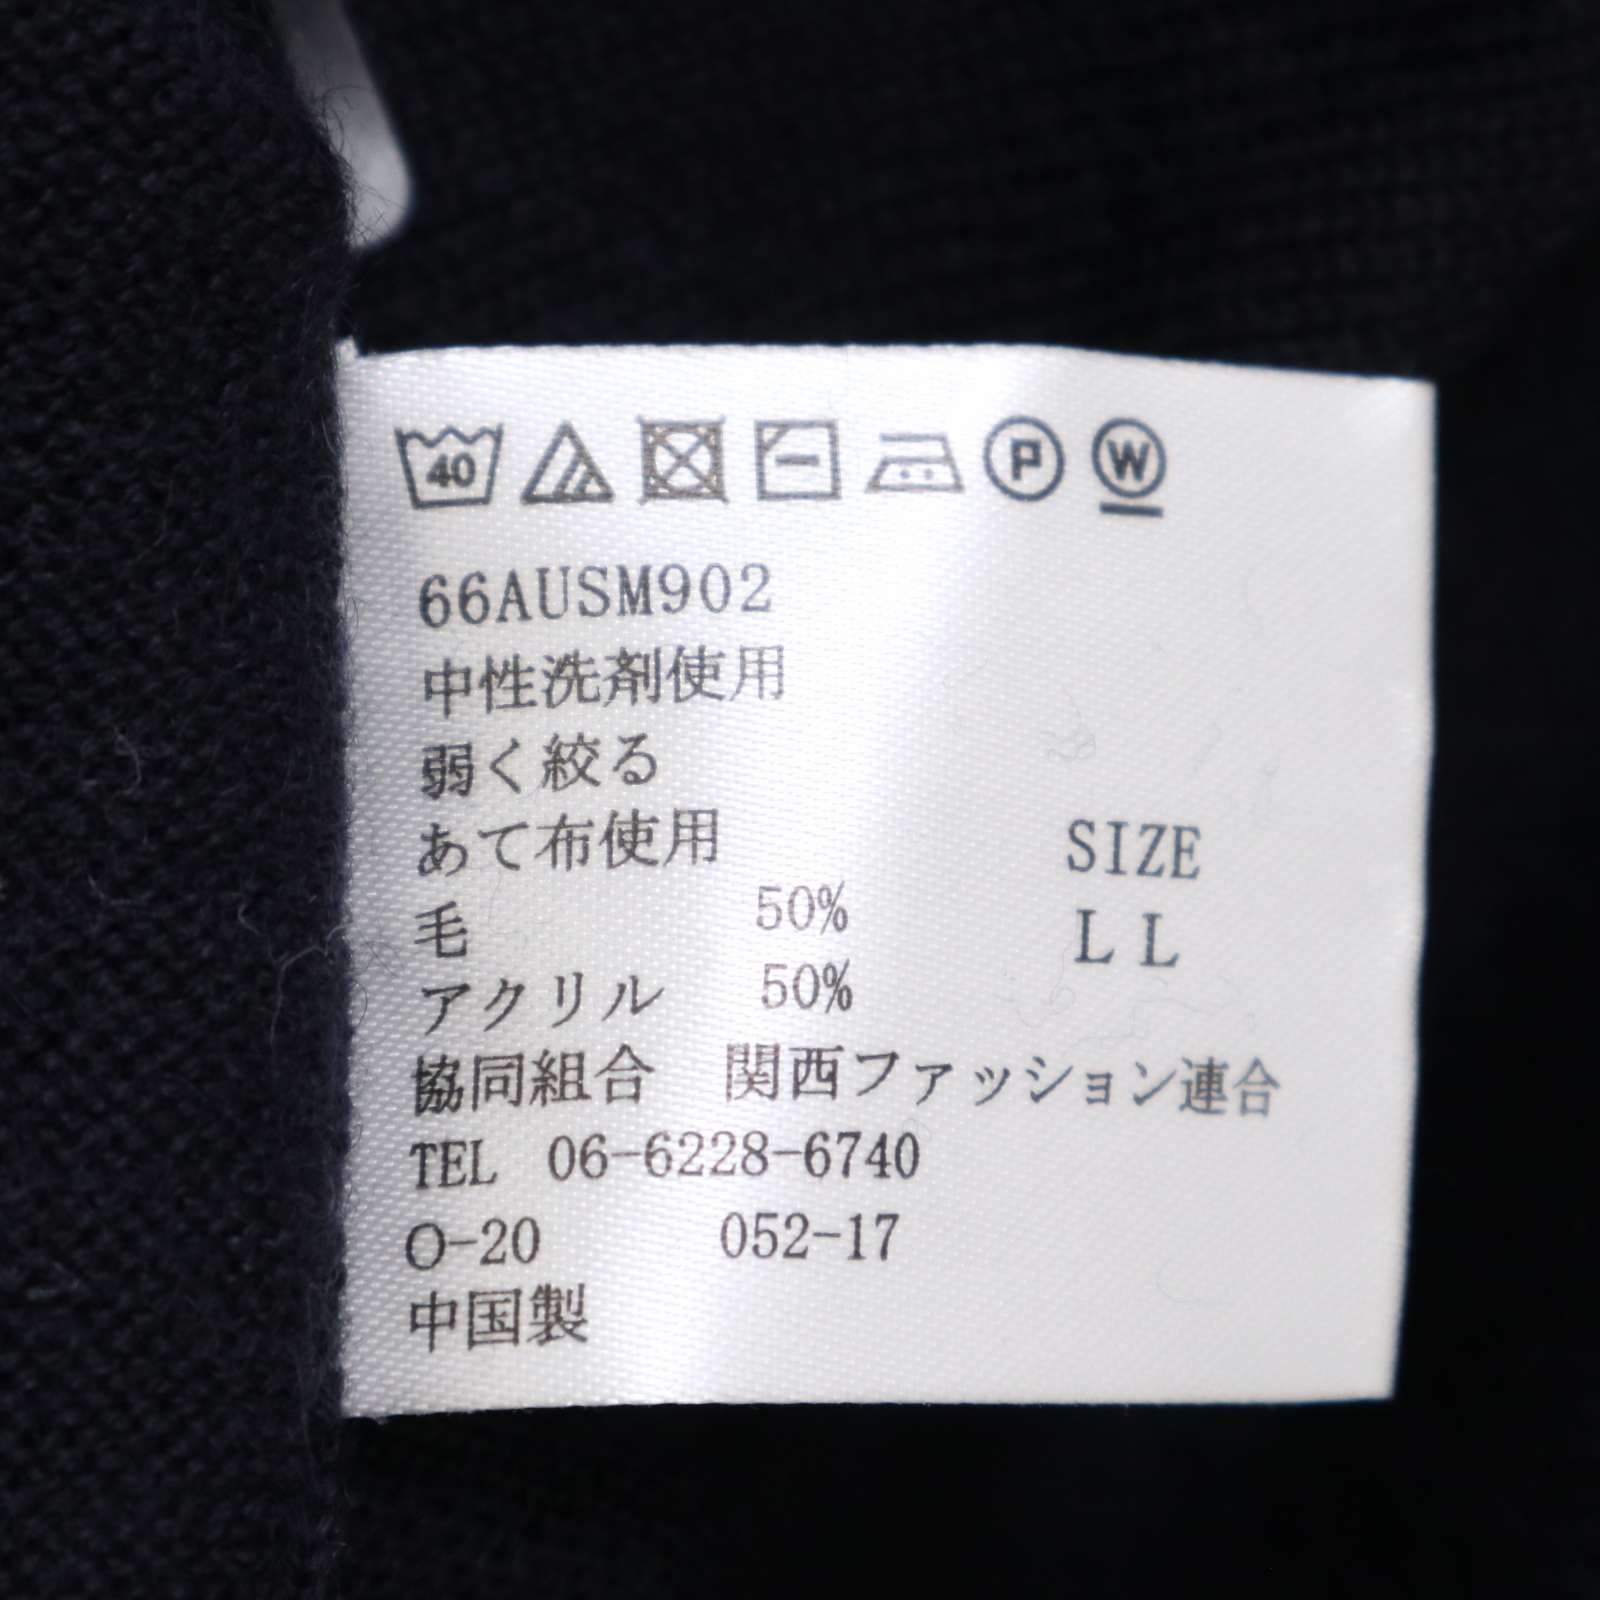 40 P W
66AUSM902
中性洗剤使用
弱く絞る
あて布使用
SIZE
毛 50%
LL
アクリル 50%
協同組合 関西ファッション連合
TEL 06-6228-6740
O-20 052-17
中国製